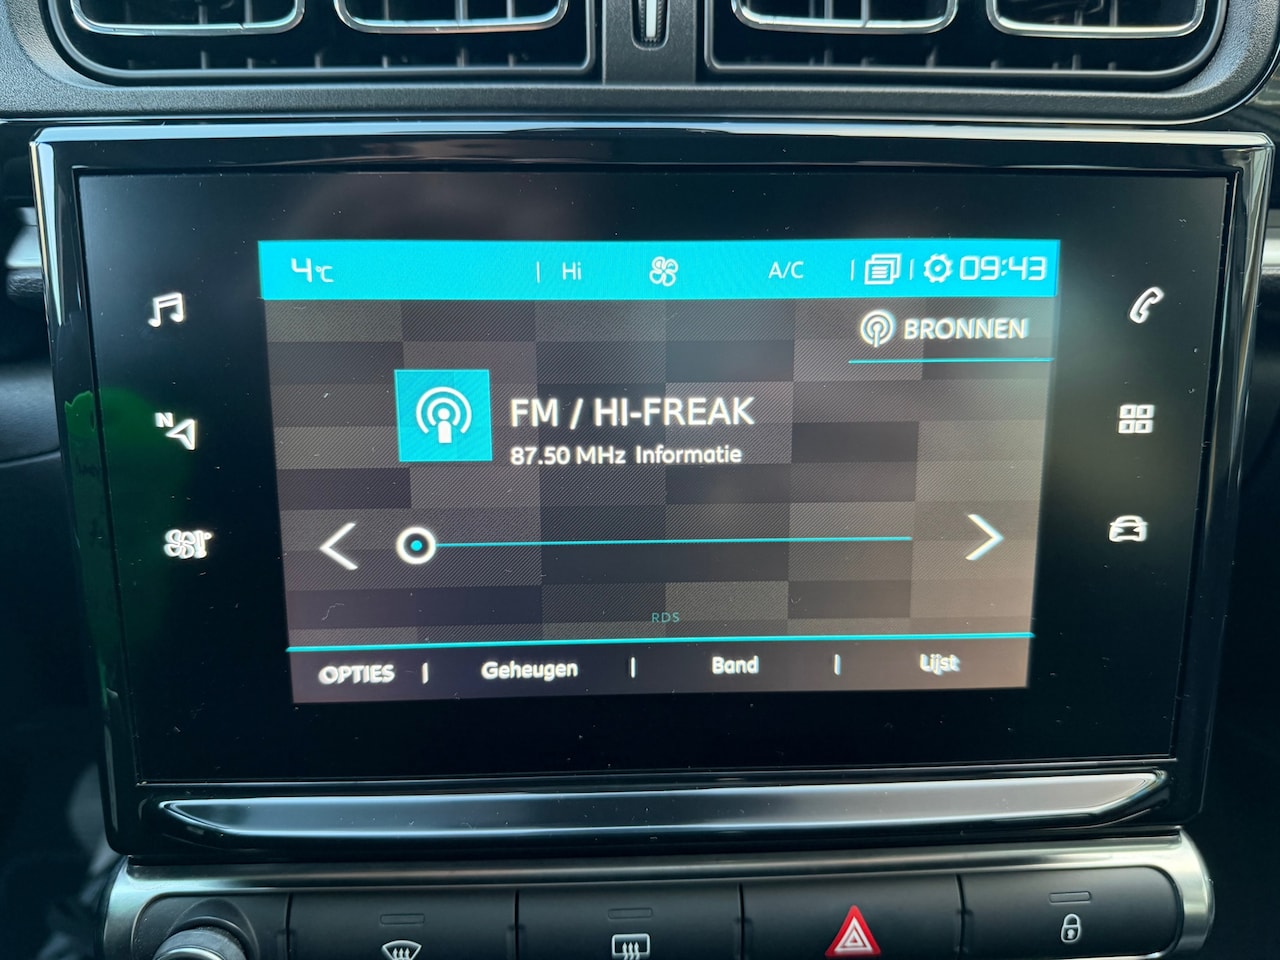 4°C | Hi A/C | | 09:43
BRONNEN
FM / HI-FREAK
87.50 MHz Informatie
N
RDS
OPTIES | Geheugen | Band | Lijst